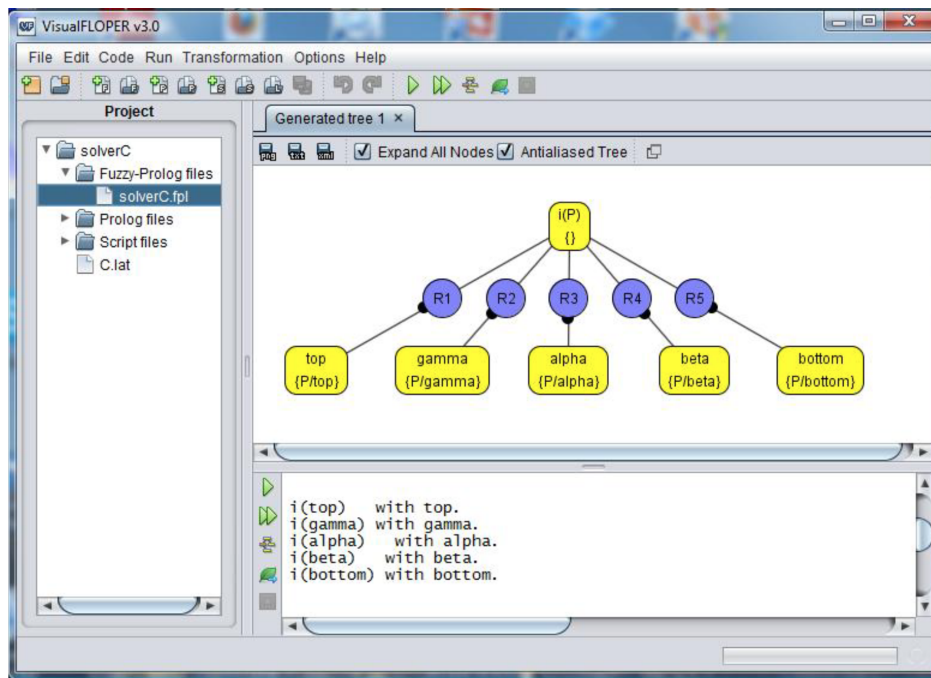 VisualFLOPER v3.0
File Edit Code Run Transformation Options Help
Project
Generated tree 1 ×
solverC
Fuzzy-Prolog files
solverC.fpl
Prolog files
Script files
C.lat
png txt xml Expand All Nodes Antialiased Tree
i(P)
{}
R1 R2 R3 R4 R5
top gamma alpha beta bottom
{P/top} {P/gamma} {P/alpha} {P/beta} {P/bottom}
i(top) with top.
i(gamma) with gamma.
i(alpha) with alpha.
i(beta) with beta.
i(bottom) with bottom.